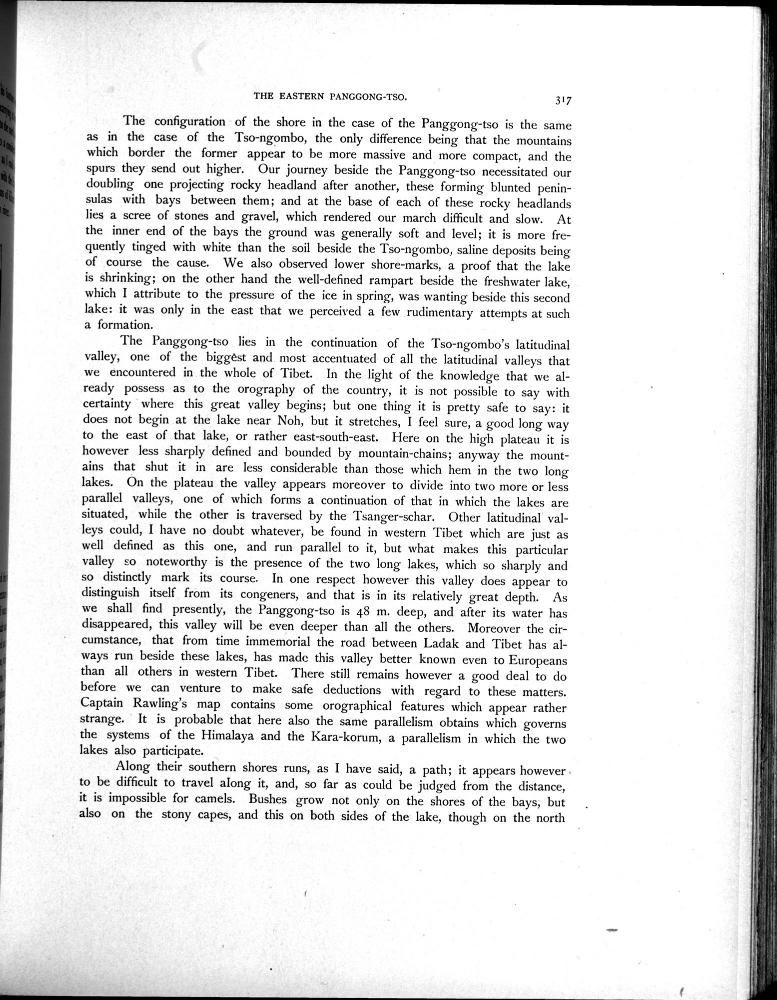 THE EASTERN PANGGONG-TSO.
317
The configuration of the shore in the case of the Panggong-tso is the same
as in the case of the Tso-ngombo, the only difference being that the mountains
which border the former appear to be more massive and more compact, and the
spurs they send out higher. Our journey beside the Panggong-tso necessitated our
doubling one projecting rocky headland after another, these forming blunted penin-
sulas with bays between them; and at the base of each of these rocky headlands
lies a scree of stones and gravel, which rendered our march difficult and slow. At
the inner end of the bays the ground was generally soft and level; it is more fre-
quently tinged with white than the soil beside the Tso-ngombo, saline deposits being
of course the cause. We also observed lower shore-marks, a proof that the lake
is shrinking; on the other hand the well-defined rampart beside the freshwater lake,
which I attribute to the pressure of the ice in spring, was wanting beside this second
lake: it was only in the east that we perceived a few rudimentary attempts at such
a formation.
The Panggong-tso lies in the continuation of the Tso-ngombo's latitudinal
valley, one of the biggest and most accentuated of all the latitudinal valleys that
we encountered in the whole of Tibet. In the light of the knowledge that we al-
ready possess as to the orography of the country, it is not possible to say with
certainty where this great valley begins; but one thing it is pretty safe to say: it
does not begin at the lake near Noh, but it stretches, I feel sure, a good long way
to the east of that lake, or rather east-south-east. Here on the high plateau it is
however less sharply defined and bounded by mountain-chains; anyway the mount-
ains that shut it in are less considerable than those which hem in the two long
lakes. On the plateau the valley appears moreover to divide into two more or less
parallel valleys, one of which forms a continuation of that in which the lakes are
situated, while the other is traversed by the Tsanger-schar. Other latitudinal val-
leys could, I have no doubt whatever, be found in western Tibet which are just as
well defined as this one, and run parallel to it, but what makes this particular
valley so noteworthy is the presence of the two long lakes, which so sharply and
so distinctly mark its course. In one respect however this valley does appear to
distinguish itself from its congeners, and that is in its relatively great depth. As
we shall find presently, the Panggong-tso is 48 m. deep, and after its water has
disappeared, this valley will be even deeper than all the others. Moreover the cir-
cumstance, that from time immemorial the road between Ladak and Tibet has al-
ways run beside these lakes, has made this valley better known even to Europeans
than all others in western Tibet. There still remains however a good deal to do
before we can venture to make safe deductions with regard to these matters.
Captain Rawling's map contains some orographical features which appear rather
strange. It is probable that here also the same parallelism obtains which governs
the systems of the Himalaya and the Kara-korum, a parallelism in which the two
lakes also participate.
Along their southern shores runs, as I have said, a path; it appears however
to be difficult to travel along it, and, so far as could be judged from the distance,
it is impossible for camels. Bushes grow not only on the shores of the bays, but
also on the stony capes, and this on both sides of the lake, though on the north